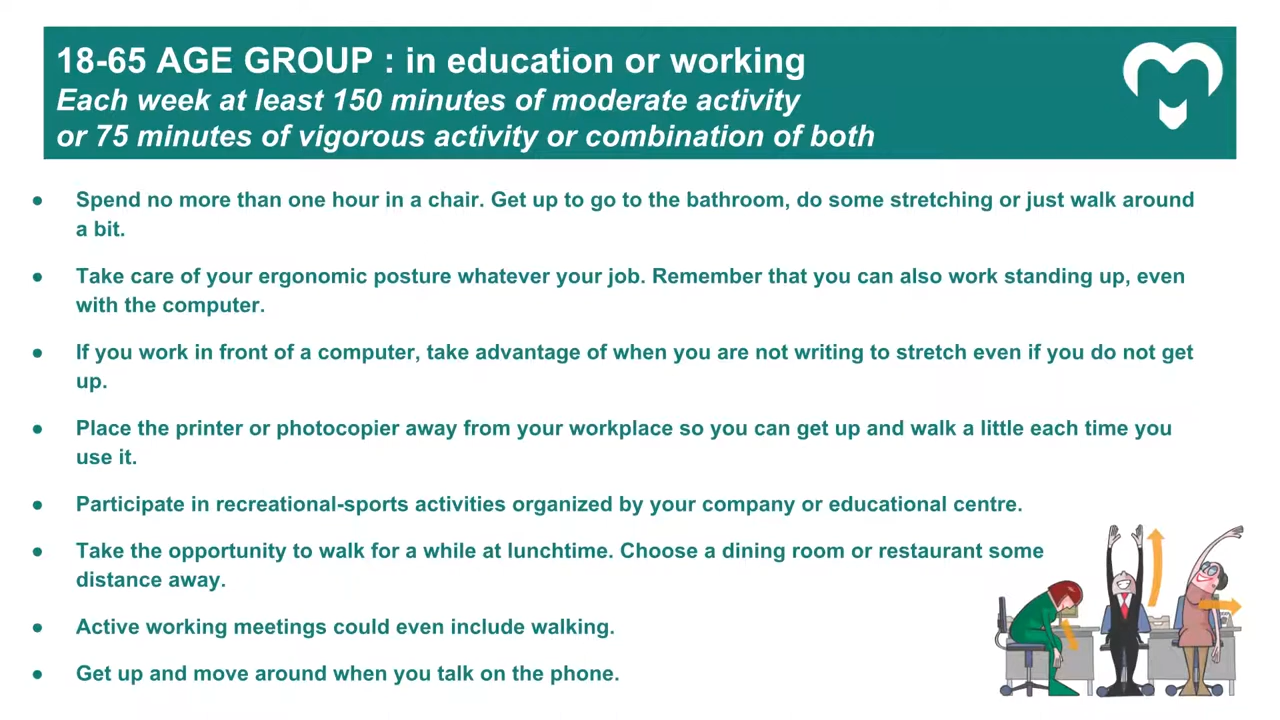 18-65 AGE GROUP : in education or working
Each week at least 150 minutes of moderate activity
or 75 minutes of vigorous activity or combination of both
● Spend no more than one hour in a chair. Get up to go to the bathroom, do some stretching or just walk around
a bit.
● Take care of your ergonomic posture whatever your job. Remember that you can also work standing up, even
with the computer.
● If you work in front of a computer, take advantage of when you are not writing to stretch even if you do not get
up.
● Place the printer or photocopier away from your workplace so you can get up and walk a little each time you
use it.
● Participate in recreational-sports activities organized by your company or educational centre.
● Take the opportunity to walk for a while at lunchtime. Choose a dining room or restaurant some
distance away.
● Active working meetings could even include walking.
● Get up and move around when you talk on the phone.